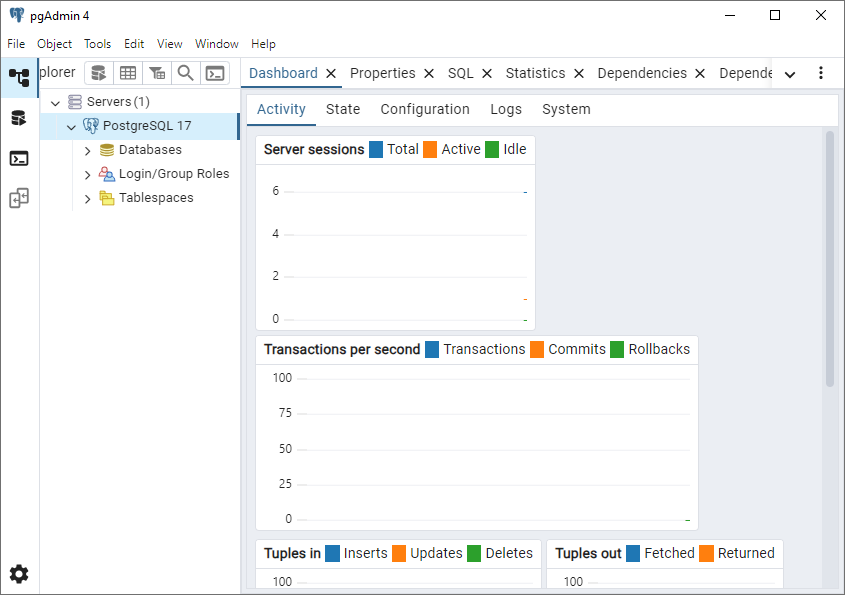 pgAdmin 4
File Object Tools Edit View Window Help
plorer
Dashboard Properties SQL Statistics Dependencies Depende
Servers (1)
PostgreSQL 17
Databases
Login/Group Roles
Tablespaces
Activity State Configuration Logs System
Server sessions Total Active Idle
6
4
2
0
Transactions per second Transactions Commits Rollbacks
100
75
50
25
0
Tuples in Inserts Updates Deletes
100
Tuples out Fetched Returned
100